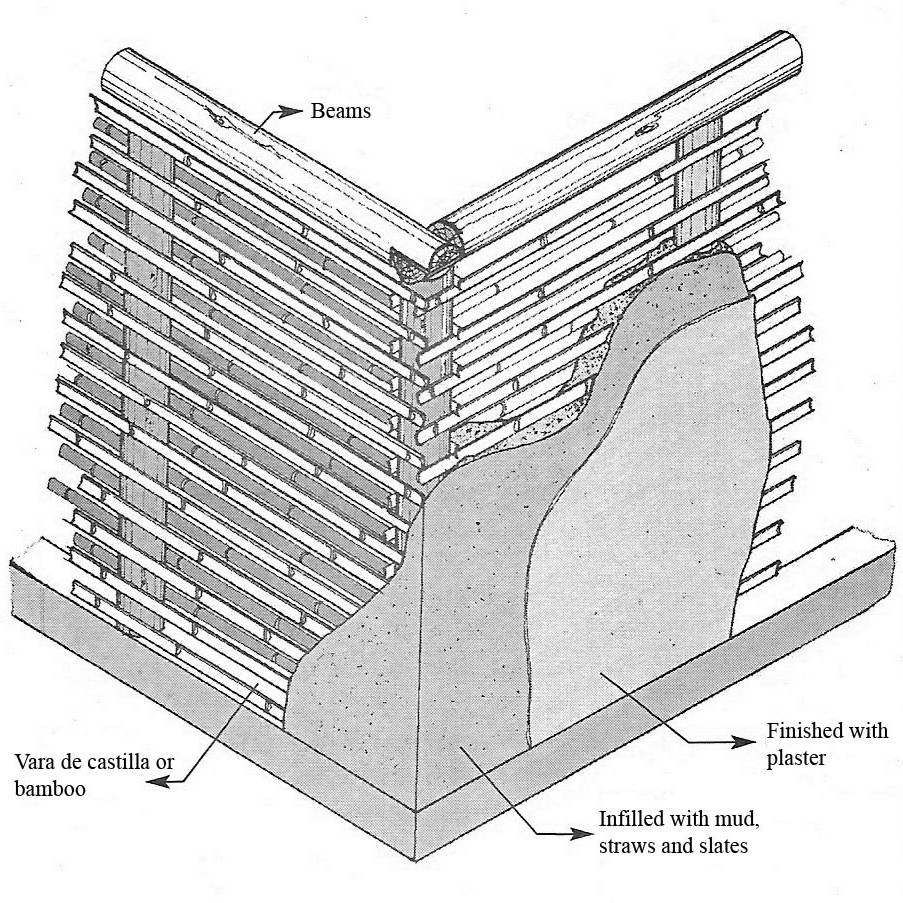 Beams
Finished with
plaster
Vara de castilla or
bamboo
Infilled with mud,
straws and slates